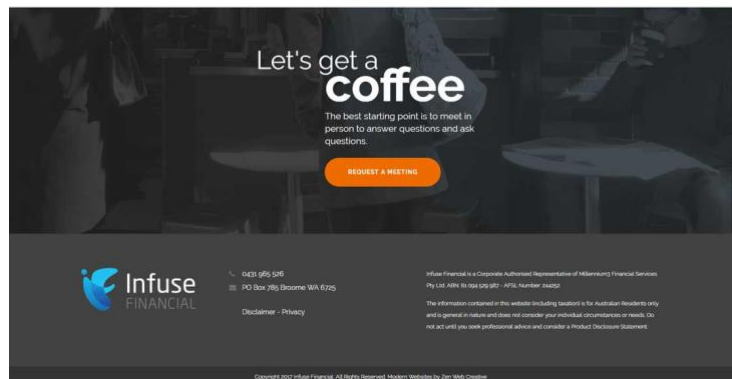 Let's get a
coffee
The best starting point is to meet in
person to answer questions and ask
questions.
REQUEST A MEETING
Infuse
FINANCIAL
0431 965 526
PO Box 785 Broome WA 6725
Disclaimer - Privacy
Infuse Financial is a Corporate Authorised Representative of Millennium3 Financial Services
Pty Ltd. ABN: 61 094 529 987 - AFSL Number: 244252
The information contained in this website (including taxation) is for Australian Residents only
and is general in nature and does not consider your individual circumstances or needs. Do
not act until you seek professional advice and consider a Product Disclosure Statement.
Copyright 2017 Infuse Financial. All Rights Reserved. Modern Websites by Zen Web Creative